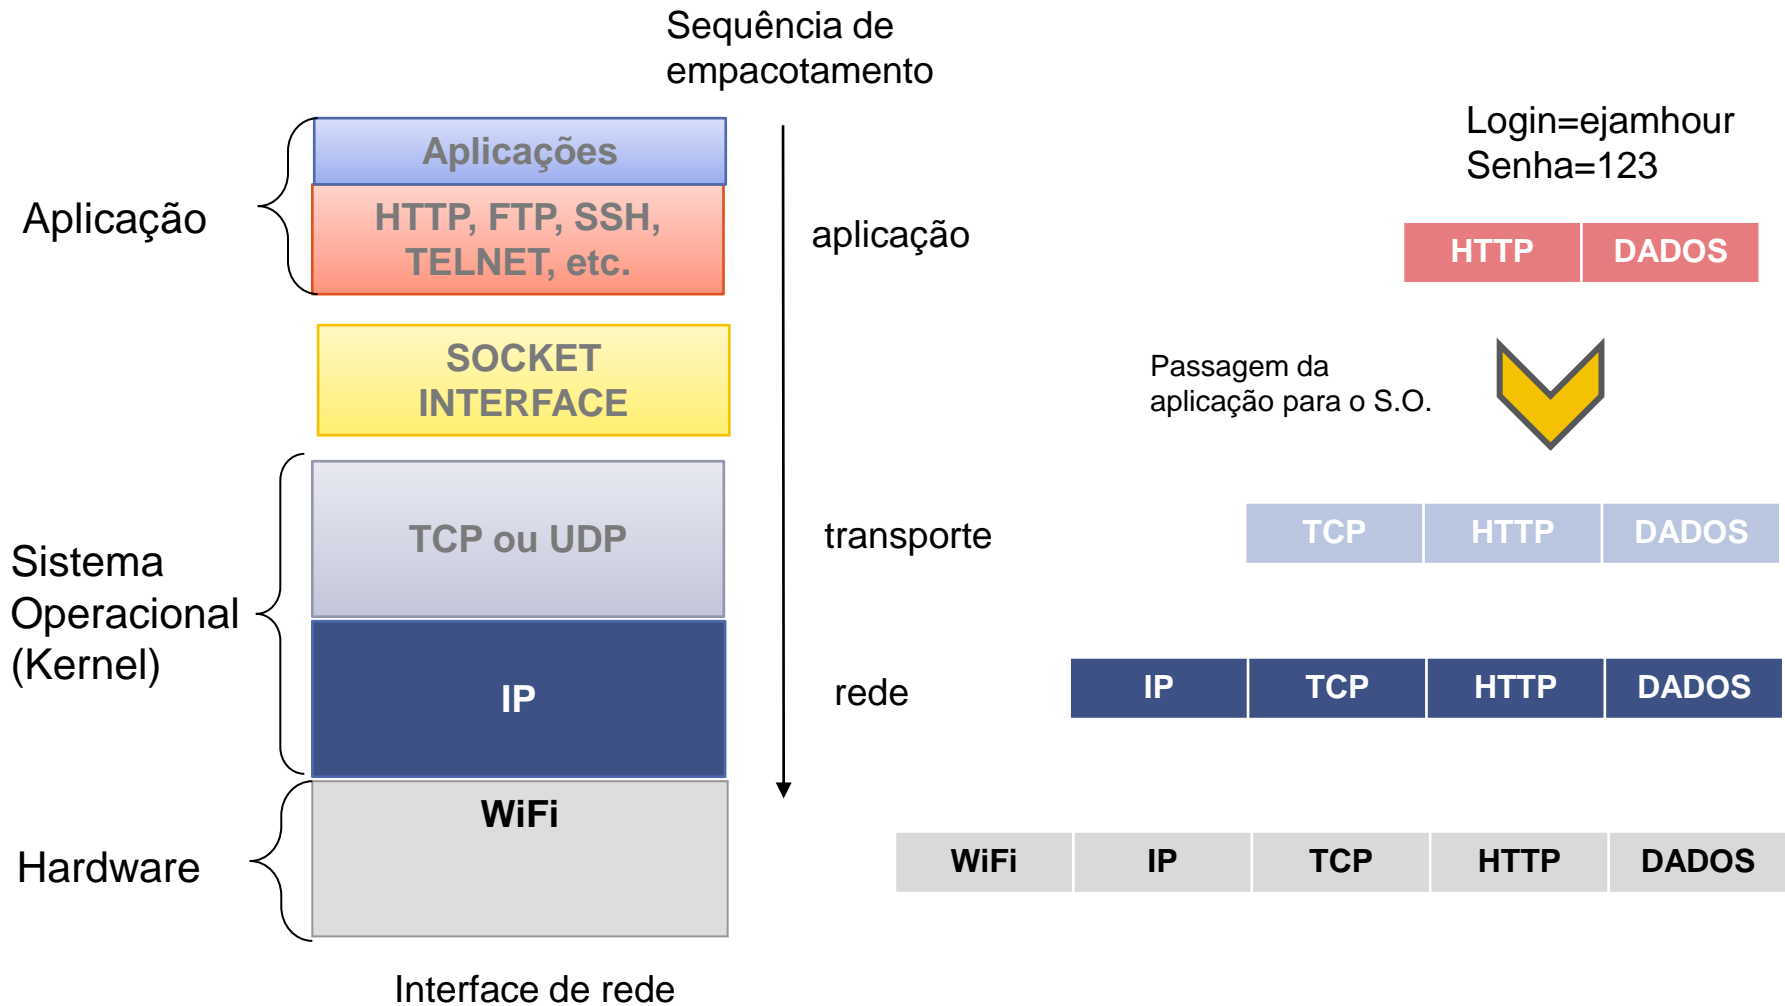 Sequência de
empacotamento
Login=ejamhour
Senha=123
Aplicação
Aplicações
HTTP, FTP, SSH,
TELNET, etc.
aplicação
HTTP DADOS
SOCKET
INTERFACE
Passagem da
aplicação para o S.O.
Sistema
Operacional
(Kernel)
TCP ou UDP
transporte
TCP HTTP DADOS
IP
rede
IP TCP HTTP DADOS
Hardware
WiFi
WiFi IP TCP HTTP DADOS
Interface de rede